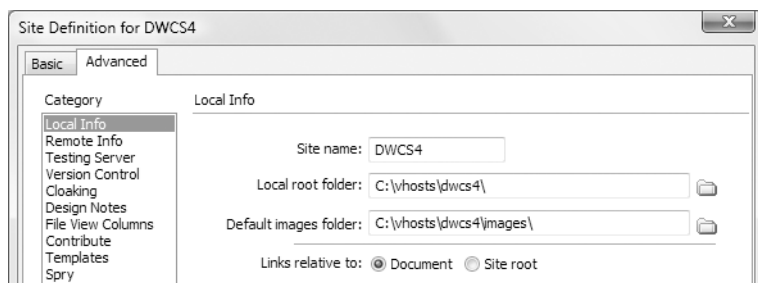 Site Definition for DWCS4
Basic
Advanced
Category
Local Info
Remote Info
Testing Server
Version Control
Cloaking
Design Notes
File View Columns
Contribute
Templates
Spry
Local Info
Site name: DWCS4
Local root folder: C:\vhosts\dwcs4\
Default images folder: C:\vhosts\dwcs4\images\
Links relative to: Document Site root